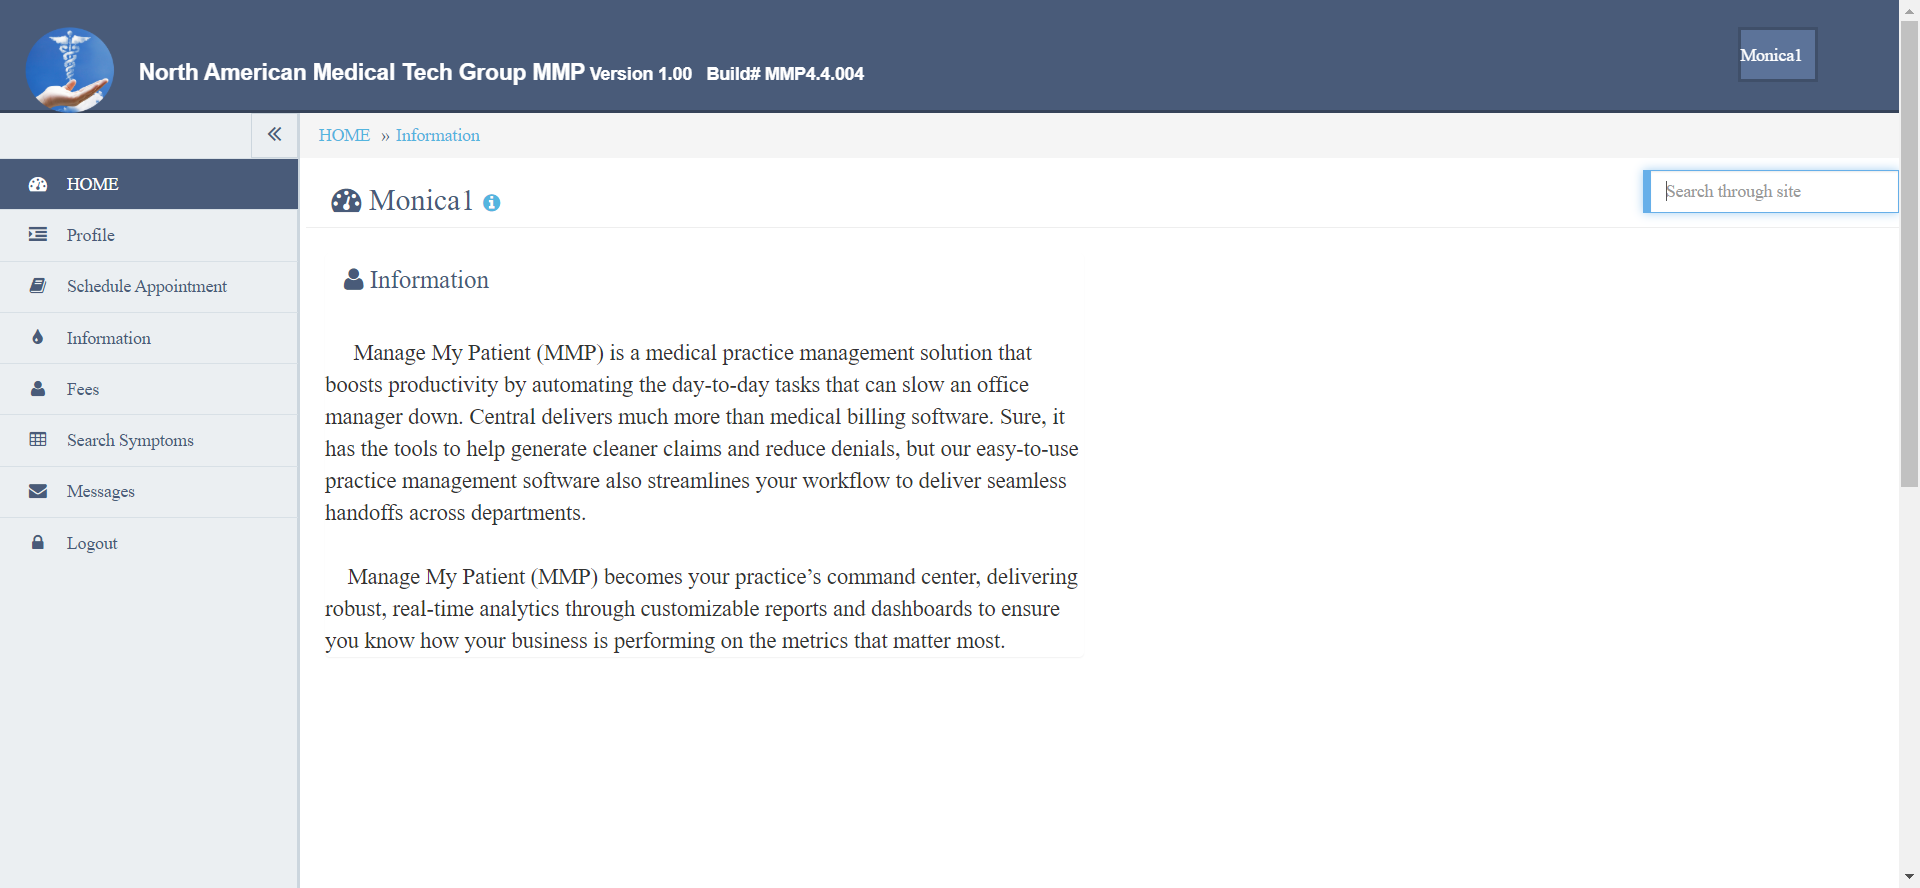 North American Medical Tech Group MMP Version 1.00 Build# MMP4.4.004
Monica1
HOME » Information
HOME
Profile
Schedule Appointment
Information
Fees
Search Symptoms
Messages
Logout
Monica1
Search through site
Information
Manage My Patient (MMP) is a medical practice management solution that
boosts productivity by automating the day-to-day tasks that can slow an office
manager down. Central delivers much more than medical billing software. Sure, it
has the tools to help generate cleaner claims and reduce denials, but our easy-to-use
practice management software also streamlines your workflow to deliver seamless
handoffs across departments.
Manage My Patient (MMP) becomes your practice’s command center, delivering
robust, real-time analytics through customizable reports and dashboards to ensure
you know how your business is performing on the metrics that matter most.